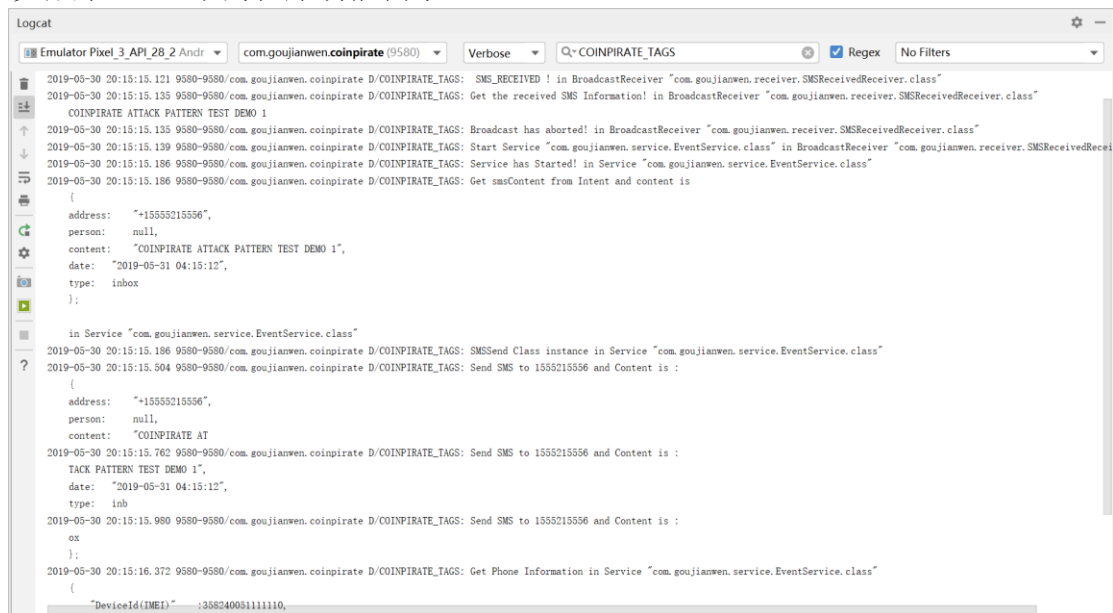 Logcat
Emulator Pixel_3_API_28_2 Andr com.goujianwen.coinpirate (9580) Verbose COINPIRATE_TAGS Regex No Filters
2019-05-30 20:15:15.121 9580-9580/com.goujianwen.coinpirate D/COINPIRATE_TAGS:  SMS_RECEIVED ! in BroadcastReceiver "com.goujianwen.receiver.SMSReceivedReceiver.class"
2019-05-30 20:15:15.135 9580-9580/com.goujianwen.coinpirate D/COINPIRATE_TAGS: Get the received SMS Information! in BroadcastReceiver "com.goujianwen.receiver.SMSReceivedReceiver.class"
COINPIRATE ATTACK PATTERN TEST DEMO 1
2019-05-30 20:15:15.135 9580-9580/com.goujianwen.coinpirate D/COINPIRATE_TAGS: Broadcast has aborted! in BroadcastReceiver "com.goujianwen.receiver.SMSReceivedReceiver.class"
2019-05-30 20:15:15.139 9580-9580/com.goujianwen.coinpirate D/COINPIRATE_TAGS: Start Service "com.goujianwen.service.EventService.class" in BroadcastReceiver "com.goujianwen.receiver.SMSReceivedRecei
2019-05-30 20:15:15.186 9580-9580/com.goujianwen.coinpirate D/COINPIRATE_TAGS: Service has Started! in Service "com.goujianwen.service.EventService.class"
2019-05-30 20:15:15.186 9580-9580/com.goujianwen.coinpirate D/COINPIRATE_TAGS: Get smsContent from Intent and content is
{
address: "+15555215556",
person: null,
content: "COINPIRATE ATTACK PATTERN TEST DEMO 1",
date: "2019-05-31 04:15:12",
type: inbox
};
in Service "com.goujianwen.service.EventService.class"
2019-05-30 20:15:15.186 9580-9580/com.goujianwen.coinpirate D/COINPIRATE_TAGS: SMSSend Class instance in Service "com.goujianwen.service.EventService.class"
2019-05-30 20:15:15.504 9580-9580/com.goujianwen.coinpirate D/COINPIRATE_TAGS: Send SMS to 1555215556 and Content is :
{
address: "+15555215556",
person: null,
content: "COINPIRATE AT
2019-05-30 20:15:15.762 9580-9580/com.goujianwen.coinpirate D/COINPIRATE_TAGS: Send SMS to 1555215556 and Content is :
TACK PATTERN TEST DEMO 1",
date: "2019-05-31 04:15:12",
type: inb
2019-05-30 20:15:15.980 9580-9580/com.goujianwen.coinpirate D/COINPIRATE_TAGS: Send SMS to 1555215556 and Content is :
ox
};
2019-05-30 20:15:16.372 9580-9580/com.goujianwen.coinpirate D/COINPIRATE_TAGS: Get Phone Information in Service "com.goujianwen.service.EventService.class"
{
"DeviceId(IMEI)" :358240051111110,